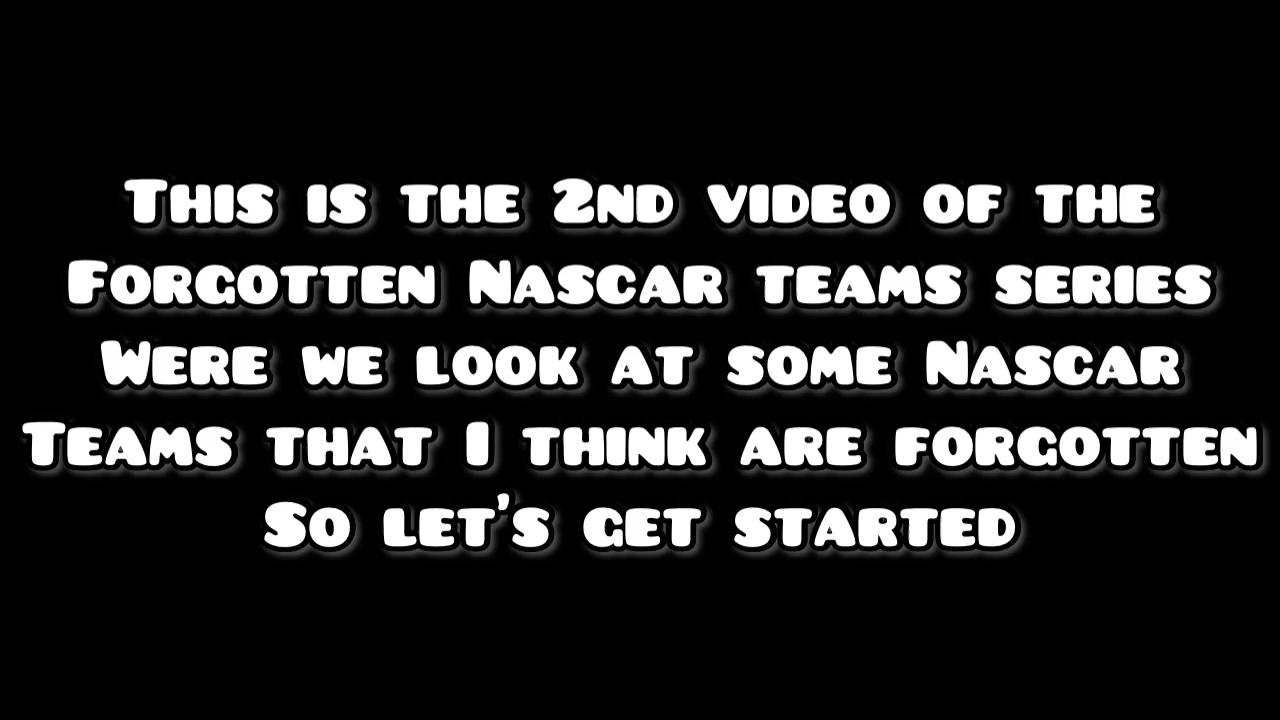 This is the 2nd video of the
Forgotten Nascar teams series
Were we look at some Nascar
Teams that I think are forgotten
So let's get started